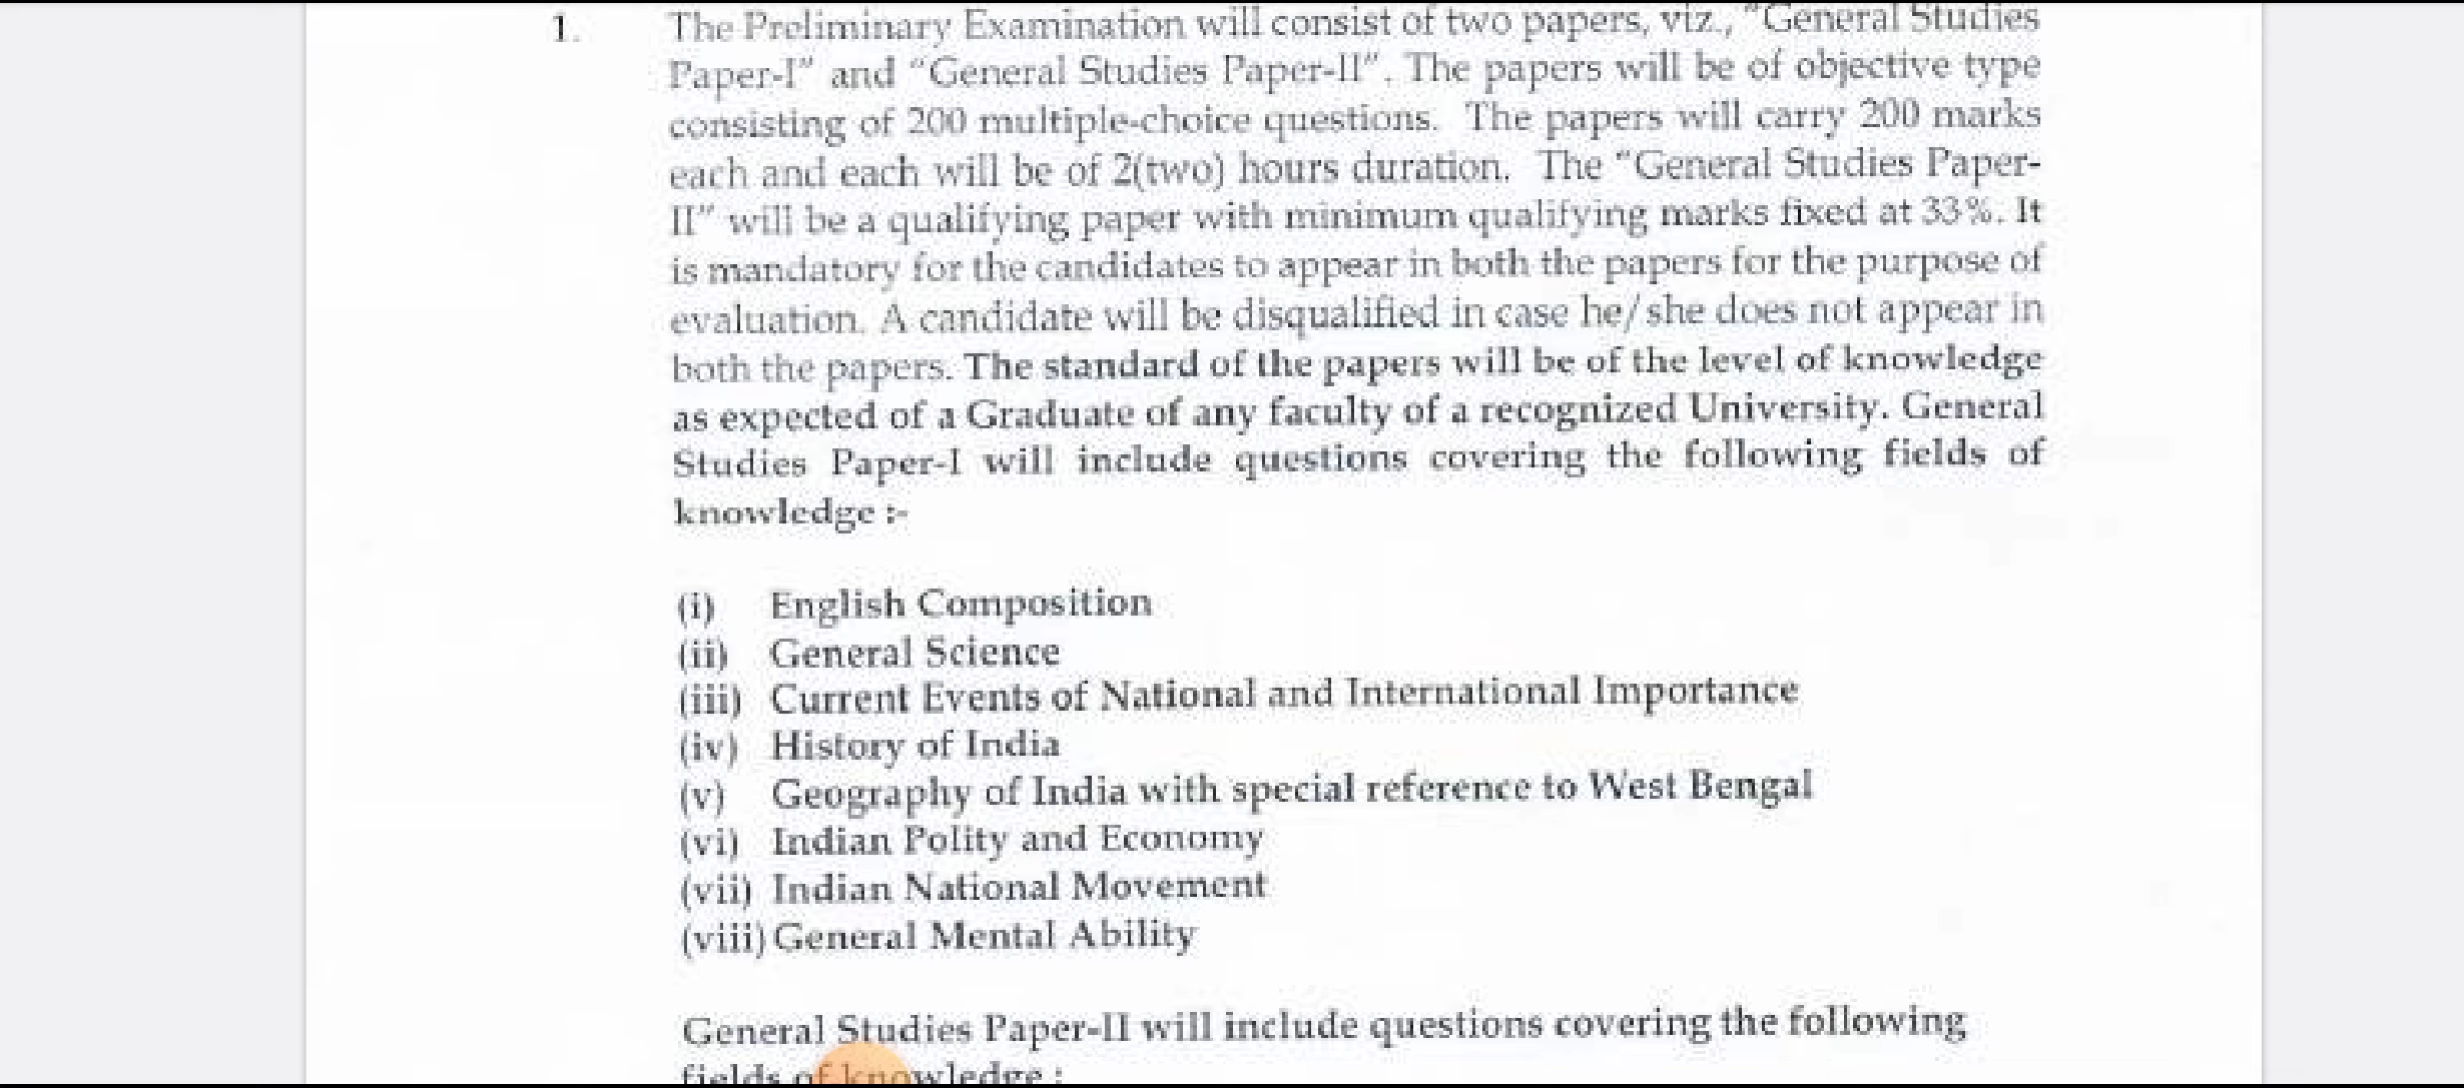 1. The Preliminary Examination will consist of two papers, viz., "General Studies
Paper-I" and "General Studies Paper-II". The papers will be of objective type
consisting of 200 multiple-choice questions. The papers will carry 200 marks
each and each will be of 2(two) hours duration. The "General Studies Paper-
II" will be a qualifying paper with minimum qualifying marks fixed at 33%. It
is mandatory for the candidates to appear in both the papers for the purpose of
evaluation. A candidate will be disqualified in case he/she does not appear in
both the papers. The standard of the papers will be of the level of knowledge
as expected of a Graduate of any faculty of a recognized University. General
Studies Paper-I will include questions covering the following fields of
knowledge :-
(i) English Composition
(ii) General Science
(iii) Current Events of National and International Importance
(iv) History of India
(v) Geography of India with special reference to West Bengal
(vi) Indian Polity and Economy
(vii) Indian National Movement
(viii) General Mental Ability
General Studies Paper-II will include questions covering the following
fields of knowledge :